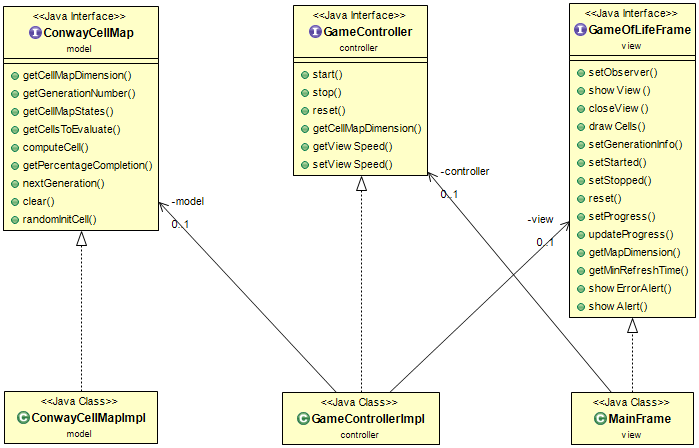 <<Java Interface>>
ConwayCellMap
model
getCellMapDimension()
getGenerationNumber()
getCellMapStates()
getCellsToEvaluate()
computeCell()
getPercentageCompletion()
nextGeneration()
clear()
randomInitCell()
<<Java Interface>>
GameController
controller
start()
stop()
reset()
getCellMapDimension()
getView Speed()
setView Speed()
<<Java Interface>>
GameOfLifeFrame
view
setObserver()
show View ()
closeView ()
draw Cells()
setGenerationInfo()
setStarted()
setStopped()
reset()
setProgress()
updateProgress()
getMapDimension()
getMinRefreshTime()
show ErrorAlert()
show Alert()
-model
0..1
-controller
0..1
-view
0..1
<<Java Class>>
ConwayCellMapImpl
model
<<Java Class>>
GameControllerImpl
controller
<<Java Class>>
MainFrame
view